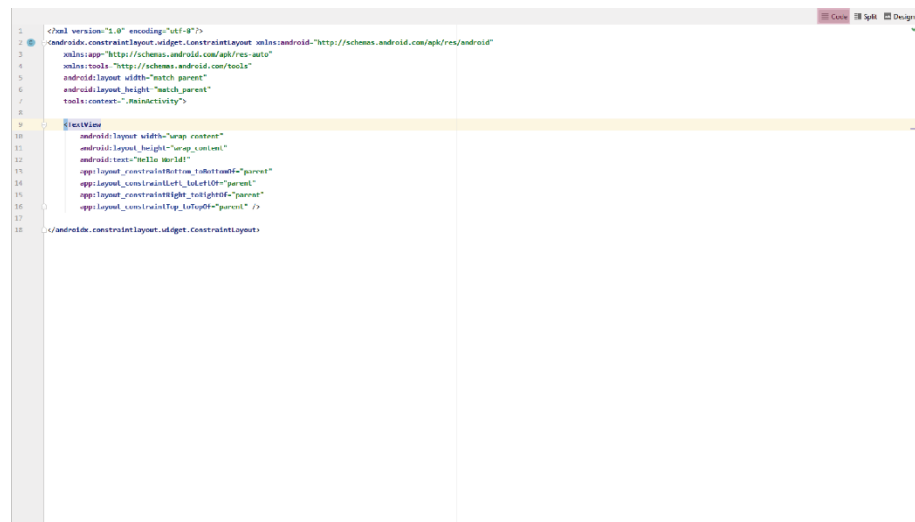 Code Split Design
1 <?xml version="1.0" encoding="utf-8"?>
2 <androidx.constraintlayout.widget.ConstraintLayout xmlns:android="http://schemas.android.com/apk/res/android"
3 xmlns:app="http://schemas.android.com/apk/res-auto"
4 xmlns:tools="http://schemas.android.com/tools"
5 android:layout_width="match_parent"
6 android:layout_height="match_parent"
7 tools:context=".MainActivity">
8
9 <TextView
10 android:layout_width="wrap_content"
11 android:layout_height="wrap_content"
12 android:text="Hello World!"
13 app:layout_constraintBottom_toBottomOf="parent"
14 app:layout_constraintLeft_toLeftOf="parent"
15 app:layout_constraintRight_toRightOf="parent"
16 app:layout_constraintTop_toTopOf="parent" />
17
18 </androidx.constraintlayout.widget.ConstraintLayout>